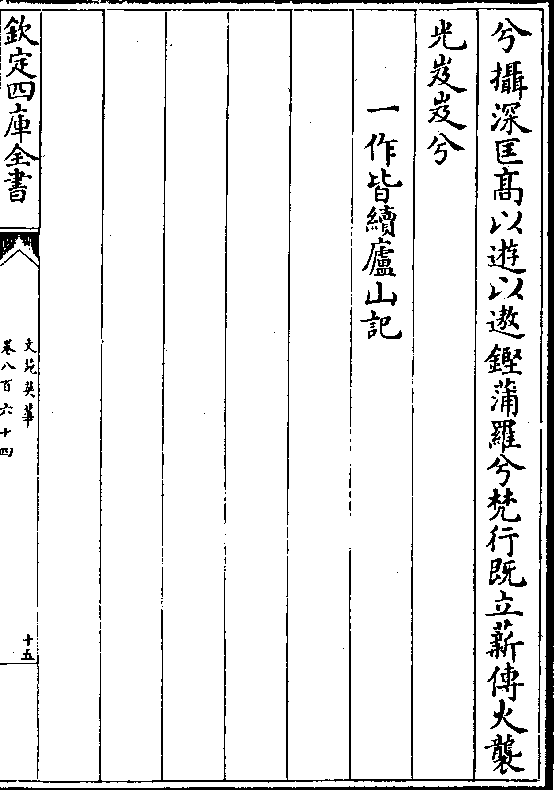 兮攝深匡髙以遊以遨鏗蒲羅兮梵行既立薪傳火襲
光岌岌兮
一作皆續廬山記
欽定四庫全書
文苑英華
卷八百六十四
十五